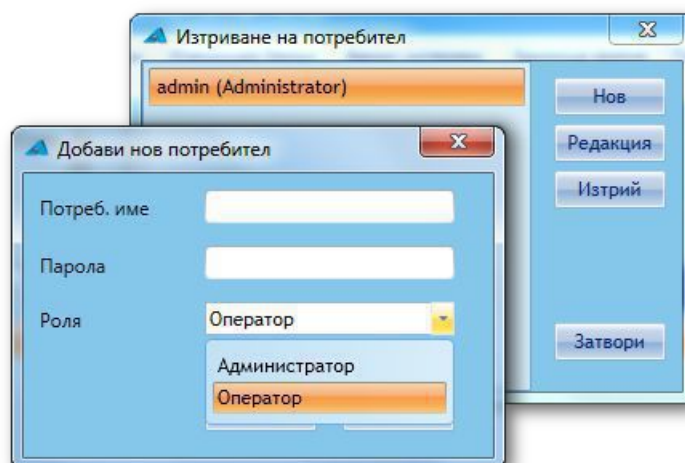 Изтриване на потребител
admin (Administrator)
Нов
Редакция
Изтрий
Затвори
Добави нов потребител
Потреб. име
Парола
Роля
Оператор
Администратор
Оператор